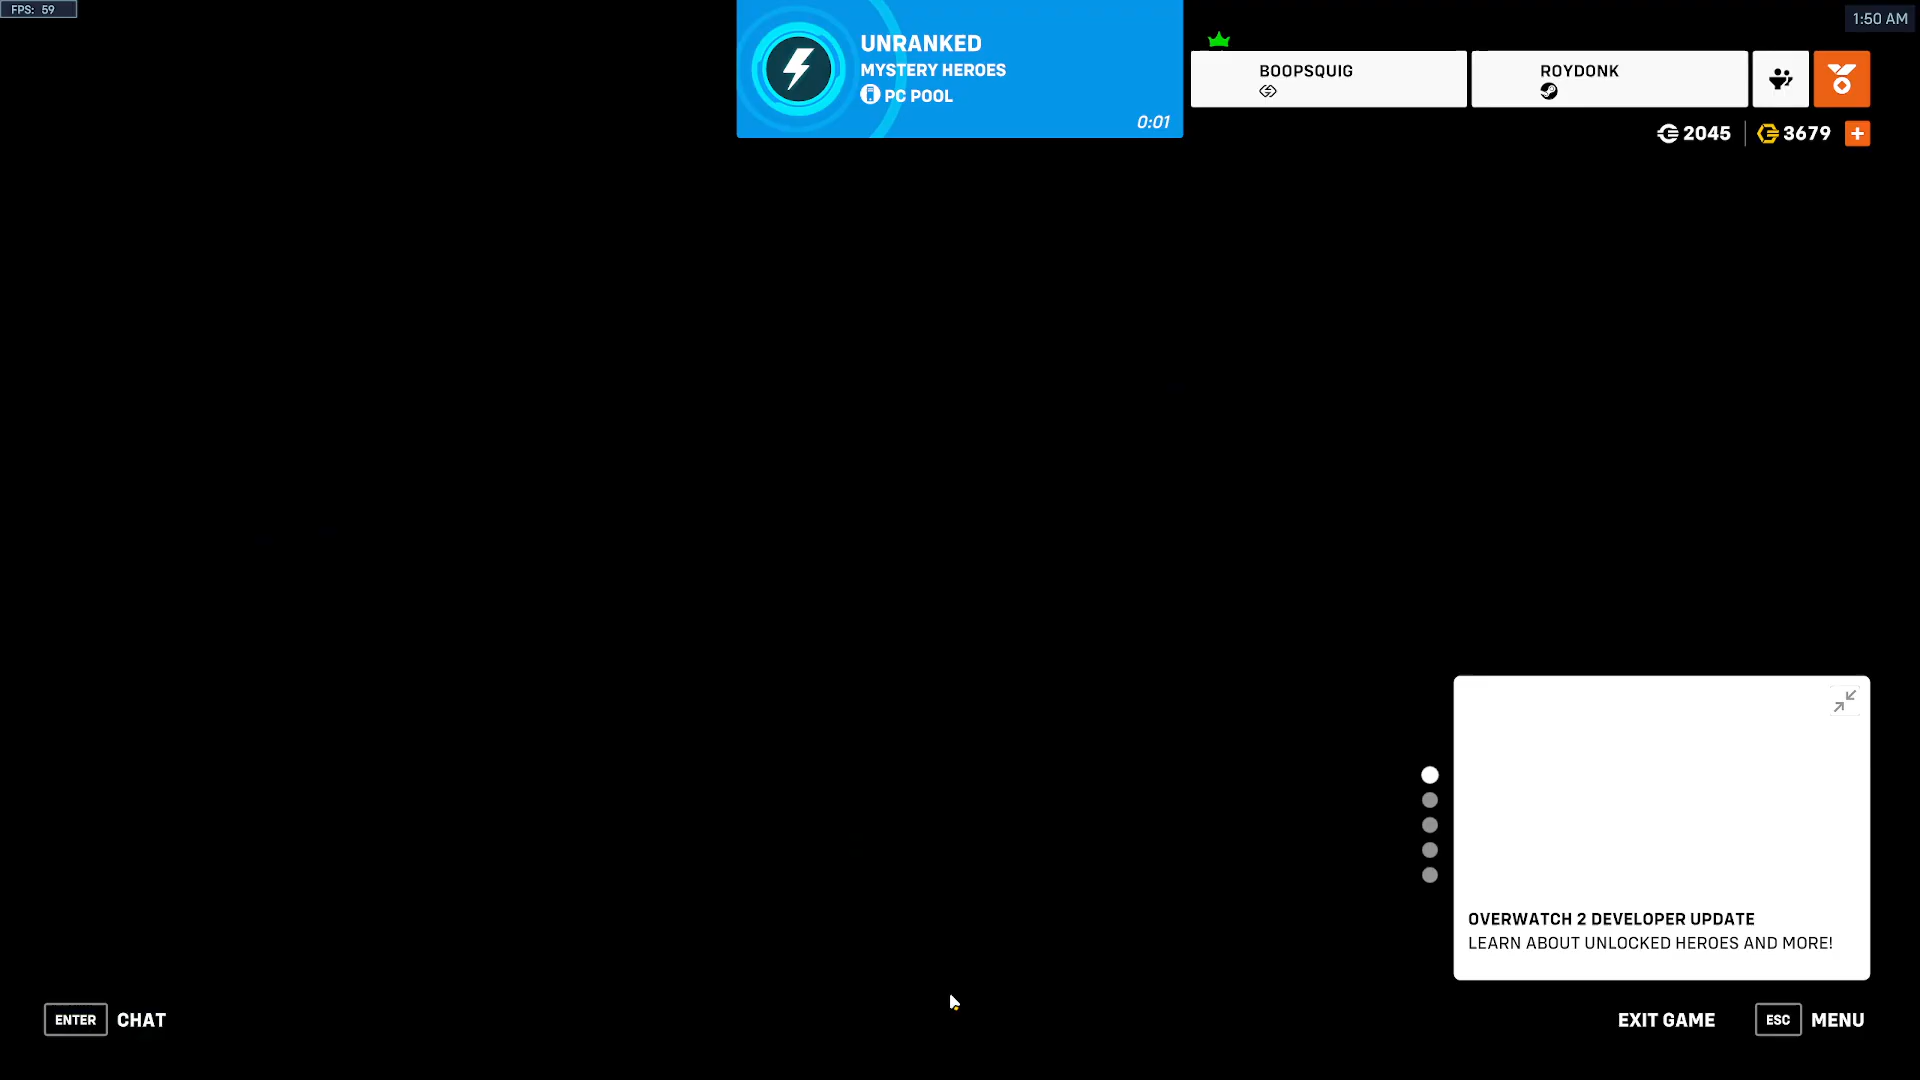 FPS: 59
1:50 AM
UNRANKED
MYSTERY HEROES
PC POOL
0:01
BOOPSQUIG
ROYDONK
2045
3679
OVERWATCH 2 DEVELOPER UPDATE
LEARN ABOUT UNLOCKED HEROES AND MORE!
ENTER CHAT
EXIT GAME
ESC MENU